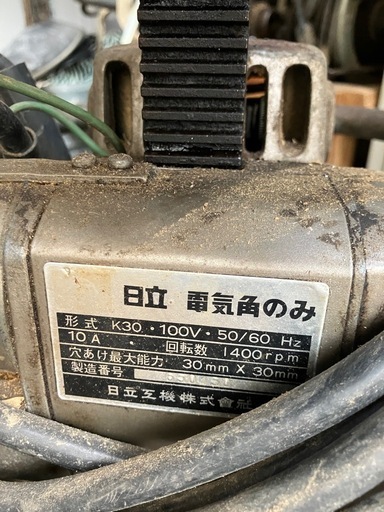 日立 電気角のみ
形式 K30・100V・50/60 Hz
10A・ 回転数 1400rpm
穴あけ最大能力 30mm X 30mm
製造番号
日立工機株式會社